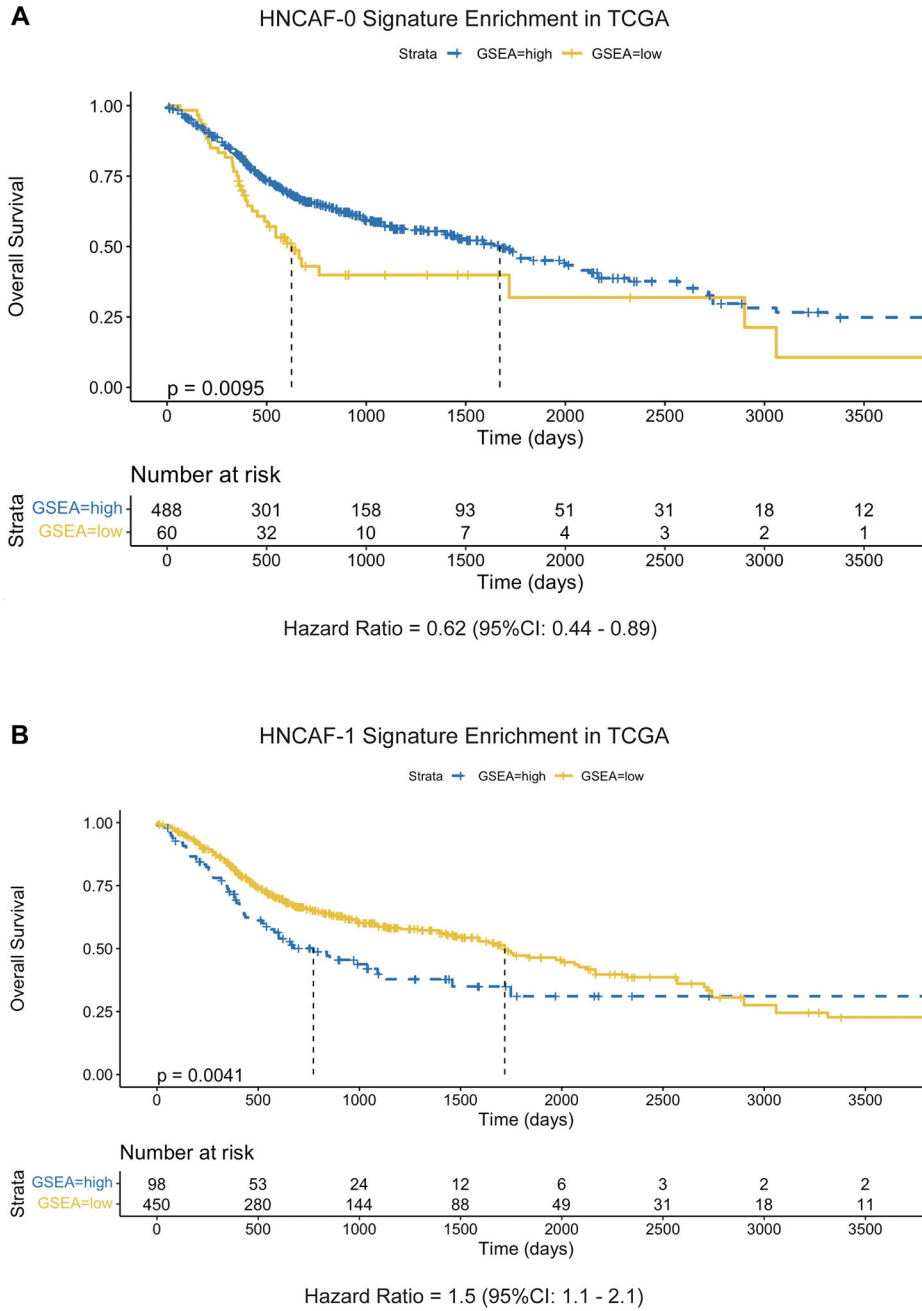 A
HNCAF-0 Signature Enrichment in TCGA
Strata GSEA=high GSEA=low
Overall Survival
1.00
0.75
0.50
0.25
0.00
p = 0.0095
0 500 1000 1500 2000 2500 3000 3500
Time (days)
Number at risk
Strata
GSEA=high 488 301 158 93 51 31 18 12
GSEA=low 60 32 10 7 4 3 2 1
0 500 1000 1500 2000 2500 3000 3500
Time (days)
Hazard Ratio = 0.62 (95%CI: 0.44 - 0.89)
B
HNCAF-1 Signature Enrichment in TCGA
Strata GSEA=high GSEA=low
Overall Survival
1.00
0.75
0.50
0.25
0.00
p = 0.0041
0 500 1000 1500 2000 2500 3000 3500
Time (days)
Number at risk
Strata
GSEA=high 98 53 24 12 6 3 2 2
GSEA=low 450 280 144 88 49 31 18 11
0 500 1000 1500 2000 2500 3000 3500
Time (days)
Hazard Ratio = 1.5 (95%CI: 1.1 - 2.1)